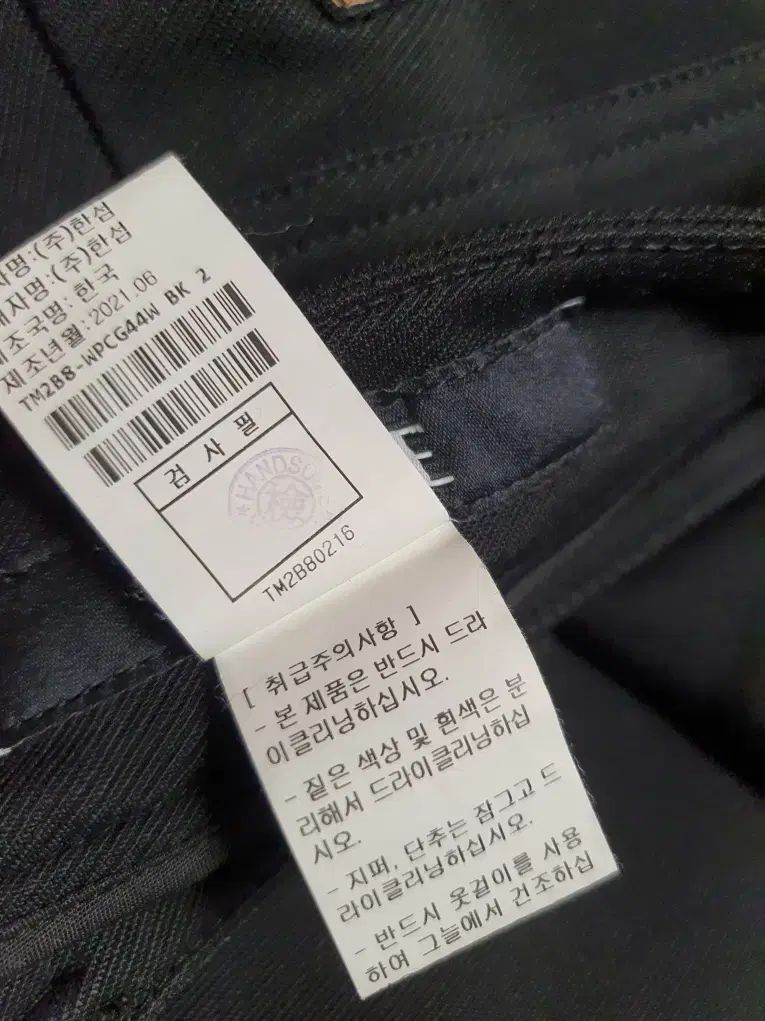 자명:(주)한섬
매자명:(주)한섬
제조국명: 한국
제조년월:2021.06
TM2B8-WPCG44W BK 2
검 사 필
HANDSO
檢
TM2B80216
[ 취급주의사항 ]
- 본 제품은 반드시 드라
이클리닝하십시오.
- 짙은 색상 및 흰색은 분
리해서 드라이클리닝하십
시오.
- 지퍼, 단추는 잠그고 드
라이클리닝하십시오.
- 반드시 옷걸이를 사용
하여 그늘에서 건조하십